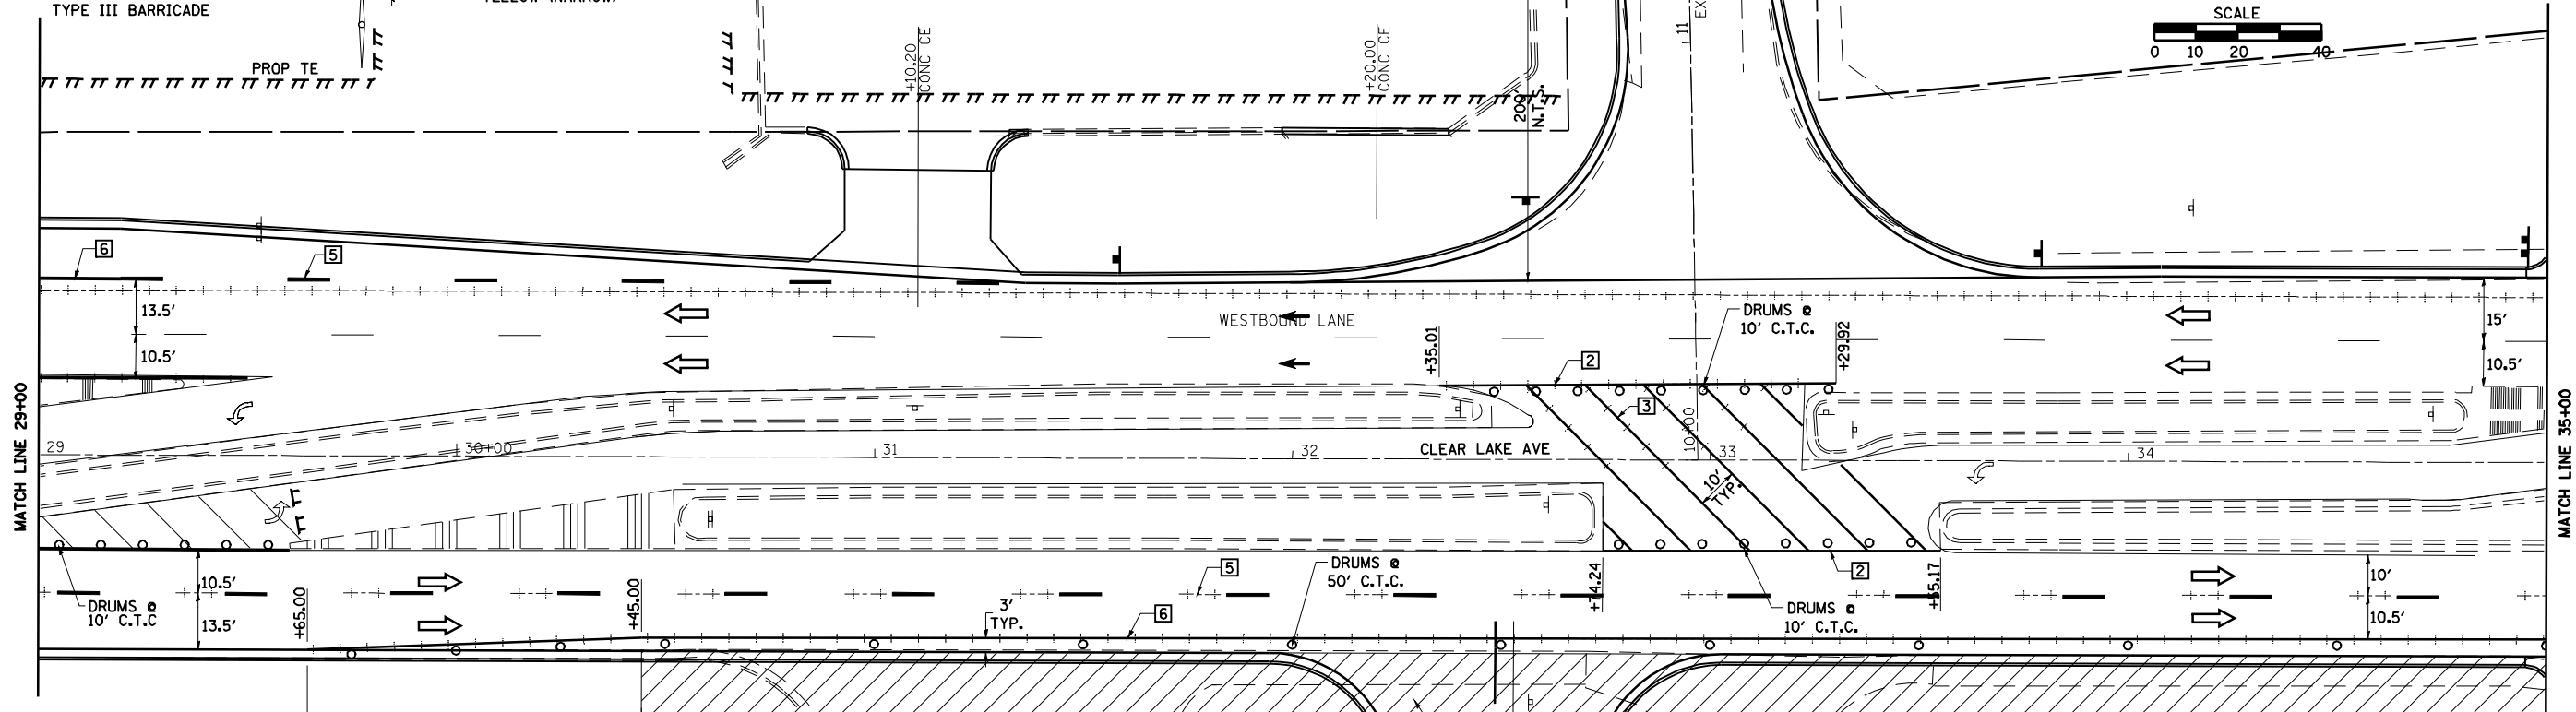 TYPE III BARRICADE
PROP TE
+10.20
CONC CE
+20.00
CONC CE
200'
N.T.S.
11
EX
SCALE
0 10 20 40
6
5
13.5'
10.5'
WESTBOUND LANE
+35.01
2
DRUMS @
10' C.T.C.
+29.92
15'
10.5'
3
10+00
MATCH LINE 29+00
MATCH LINE 35+00
29
30+00
31
32
CLEAR LAKE AVE
33
34
10'
TYP.
10.5'
13.5'
DRUMS @
10' C.T.C
+65.00
+45.00
3'
TYP.
5
6
DRUMS @
50' C.T.C.
+74.24
2
+55.17
DRUMS @
10' C.T.C.
10'
10.5'